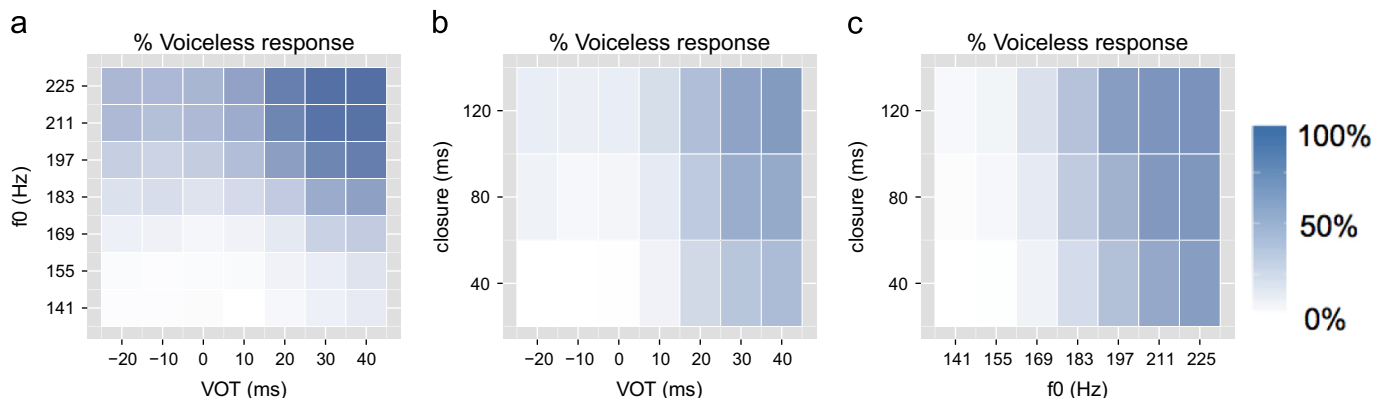 a
% Voiceless response
225
211
197
183
169
155
141
f0 (Hz)
−20 −10 0 10 20 30 40
VOT (ms)
b
% Voiceless response
120
80
40
closure (ms)
−20 −10 0 10 20 30 40
VOT (ms)
c
% Voiceless response
120
80
40
closure (ms)
141 155 169 183 197 211 225
f0 (Hz)
100%
50%
0%